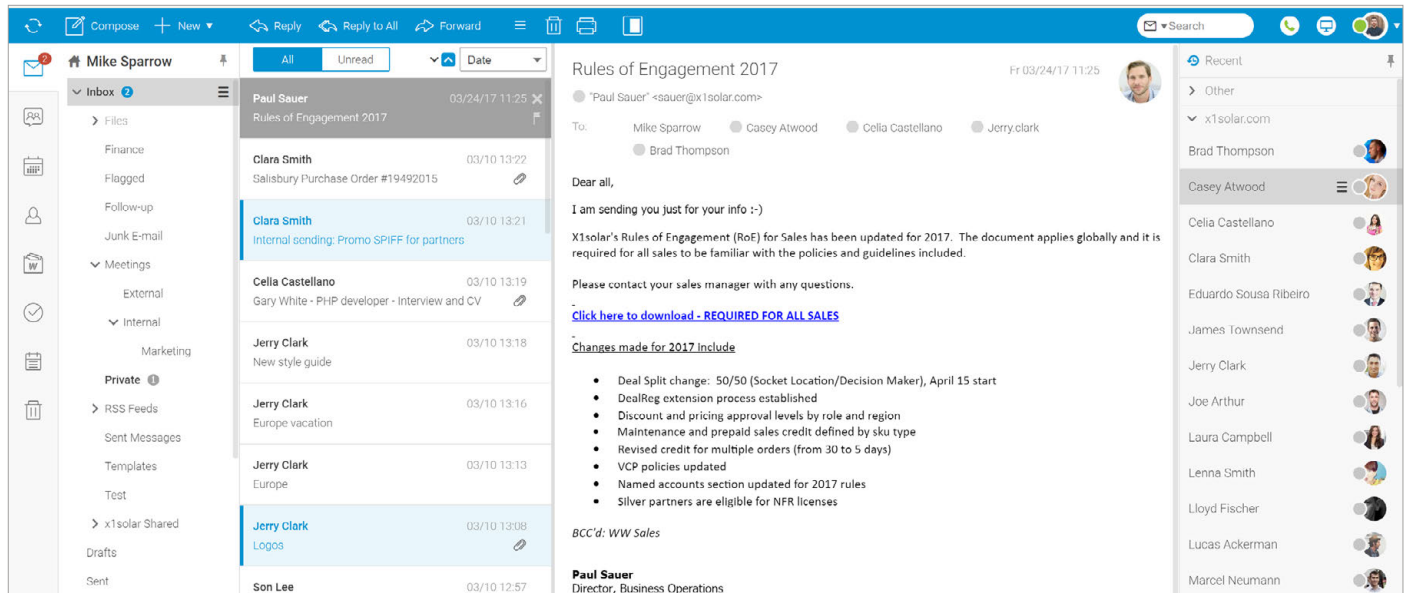 Compose
New
Reply
Reply to All
Forward
Search
2
Mike Sparrow
Inbox 2
Files
Finance
Flagged
Follow-up
Junk E-mail
Meetings
External
Internal
Marketing
Private 1
RSS Feeds
Sent Messages
Templates
Test
x1solar Shared
Drafts
Sent
All
Unread
Date
Paul Sauer 03/24/17 11:25
Rules of Engagement 2017
Clara Smith 03/10 13:22
Salisbury Purchase Order #19492015
Clara Smith 03/10 13:21
Internal sending: Promo SPIFF for partners
Celia Castellano 03/10 13:19
Gary White - PHP developer - Interview and CV
Jerry Clark 03/10 13:18
New style guide
Jerry Clark 03/10 13:16
Europe vacation
Jerry Clark 03/10 13:13
Europe
Jerry Clark 03/10 13:08
Logos
Son Lee 03/10 12:57
Rules of Engagement 2017 Fr 03/24/17 11:25
"Paul Sauer" <sauer@x1solar.com>
To: Mike Sparrow Casey Atwood Celia Castellano Jerry.clark
Brad Thompson
Dear all,
I am sending you just for your info :-)
X1solar's Rules of Engagement (RoE) for Sales has been updated for 2017. The document applies globally and it is
required for all sales to be familiar with the policies and guidelines included.
Please contact your sales manager with any questions.
Click here to download - REQUIRED FOR ALL SALES
Changes made for 2017 Include
• Deal Split change: 50/50 (Socket Location/Decision Maker), April 15 start
• DealReg extension process established
• Discount and pricing approval levels by role and region
• Maintenance and prepaid sales credit defined by sku type
• Revised credit for multiple orders (from 30 to 5 days)
• VCP policies updated
• Named accounts section updated for 2017 rules
• Silver partners are eligible for NFR licenses
BCC'd: WW Sales
Paul Sauer
Director, Business Operations
Recent
Other
x1solar.com
Brad Thompson
Casey Atwood
Celia Castellano
Clara Smith
Eduardo Sousa Ribeiro
James Townsend
Jerry Clark
Joe Arthur
Laura Campbell
Lenna Smith
Lloyd Fischer
Lucas Ackerman
Marcel Neumann